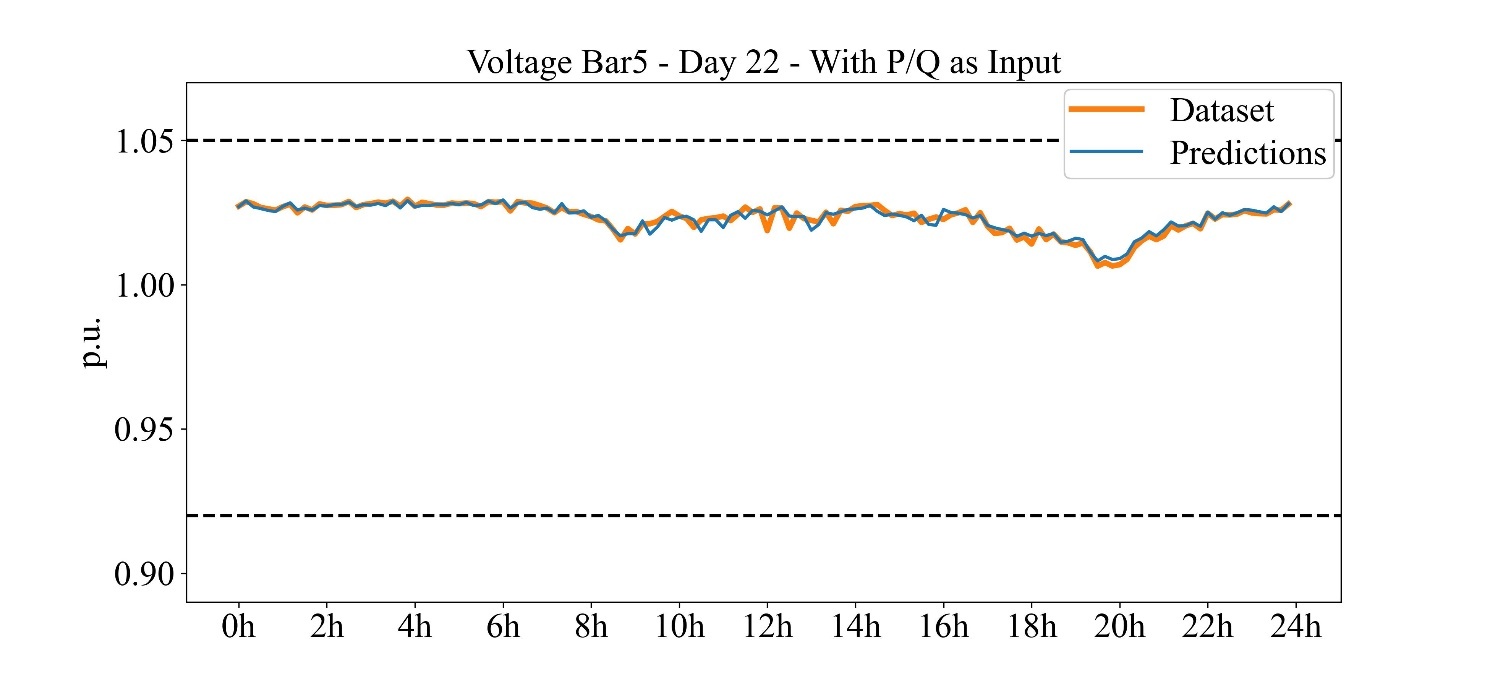 Voltage Bar5 - Day 22 - With P/Q as Input
Dataset
Predictions
1.05
1.00
0.95
0.90
p.u.
0h 2h 4h 6h 8h 10h 12h 14h 16h 18h 20h 22h 24h